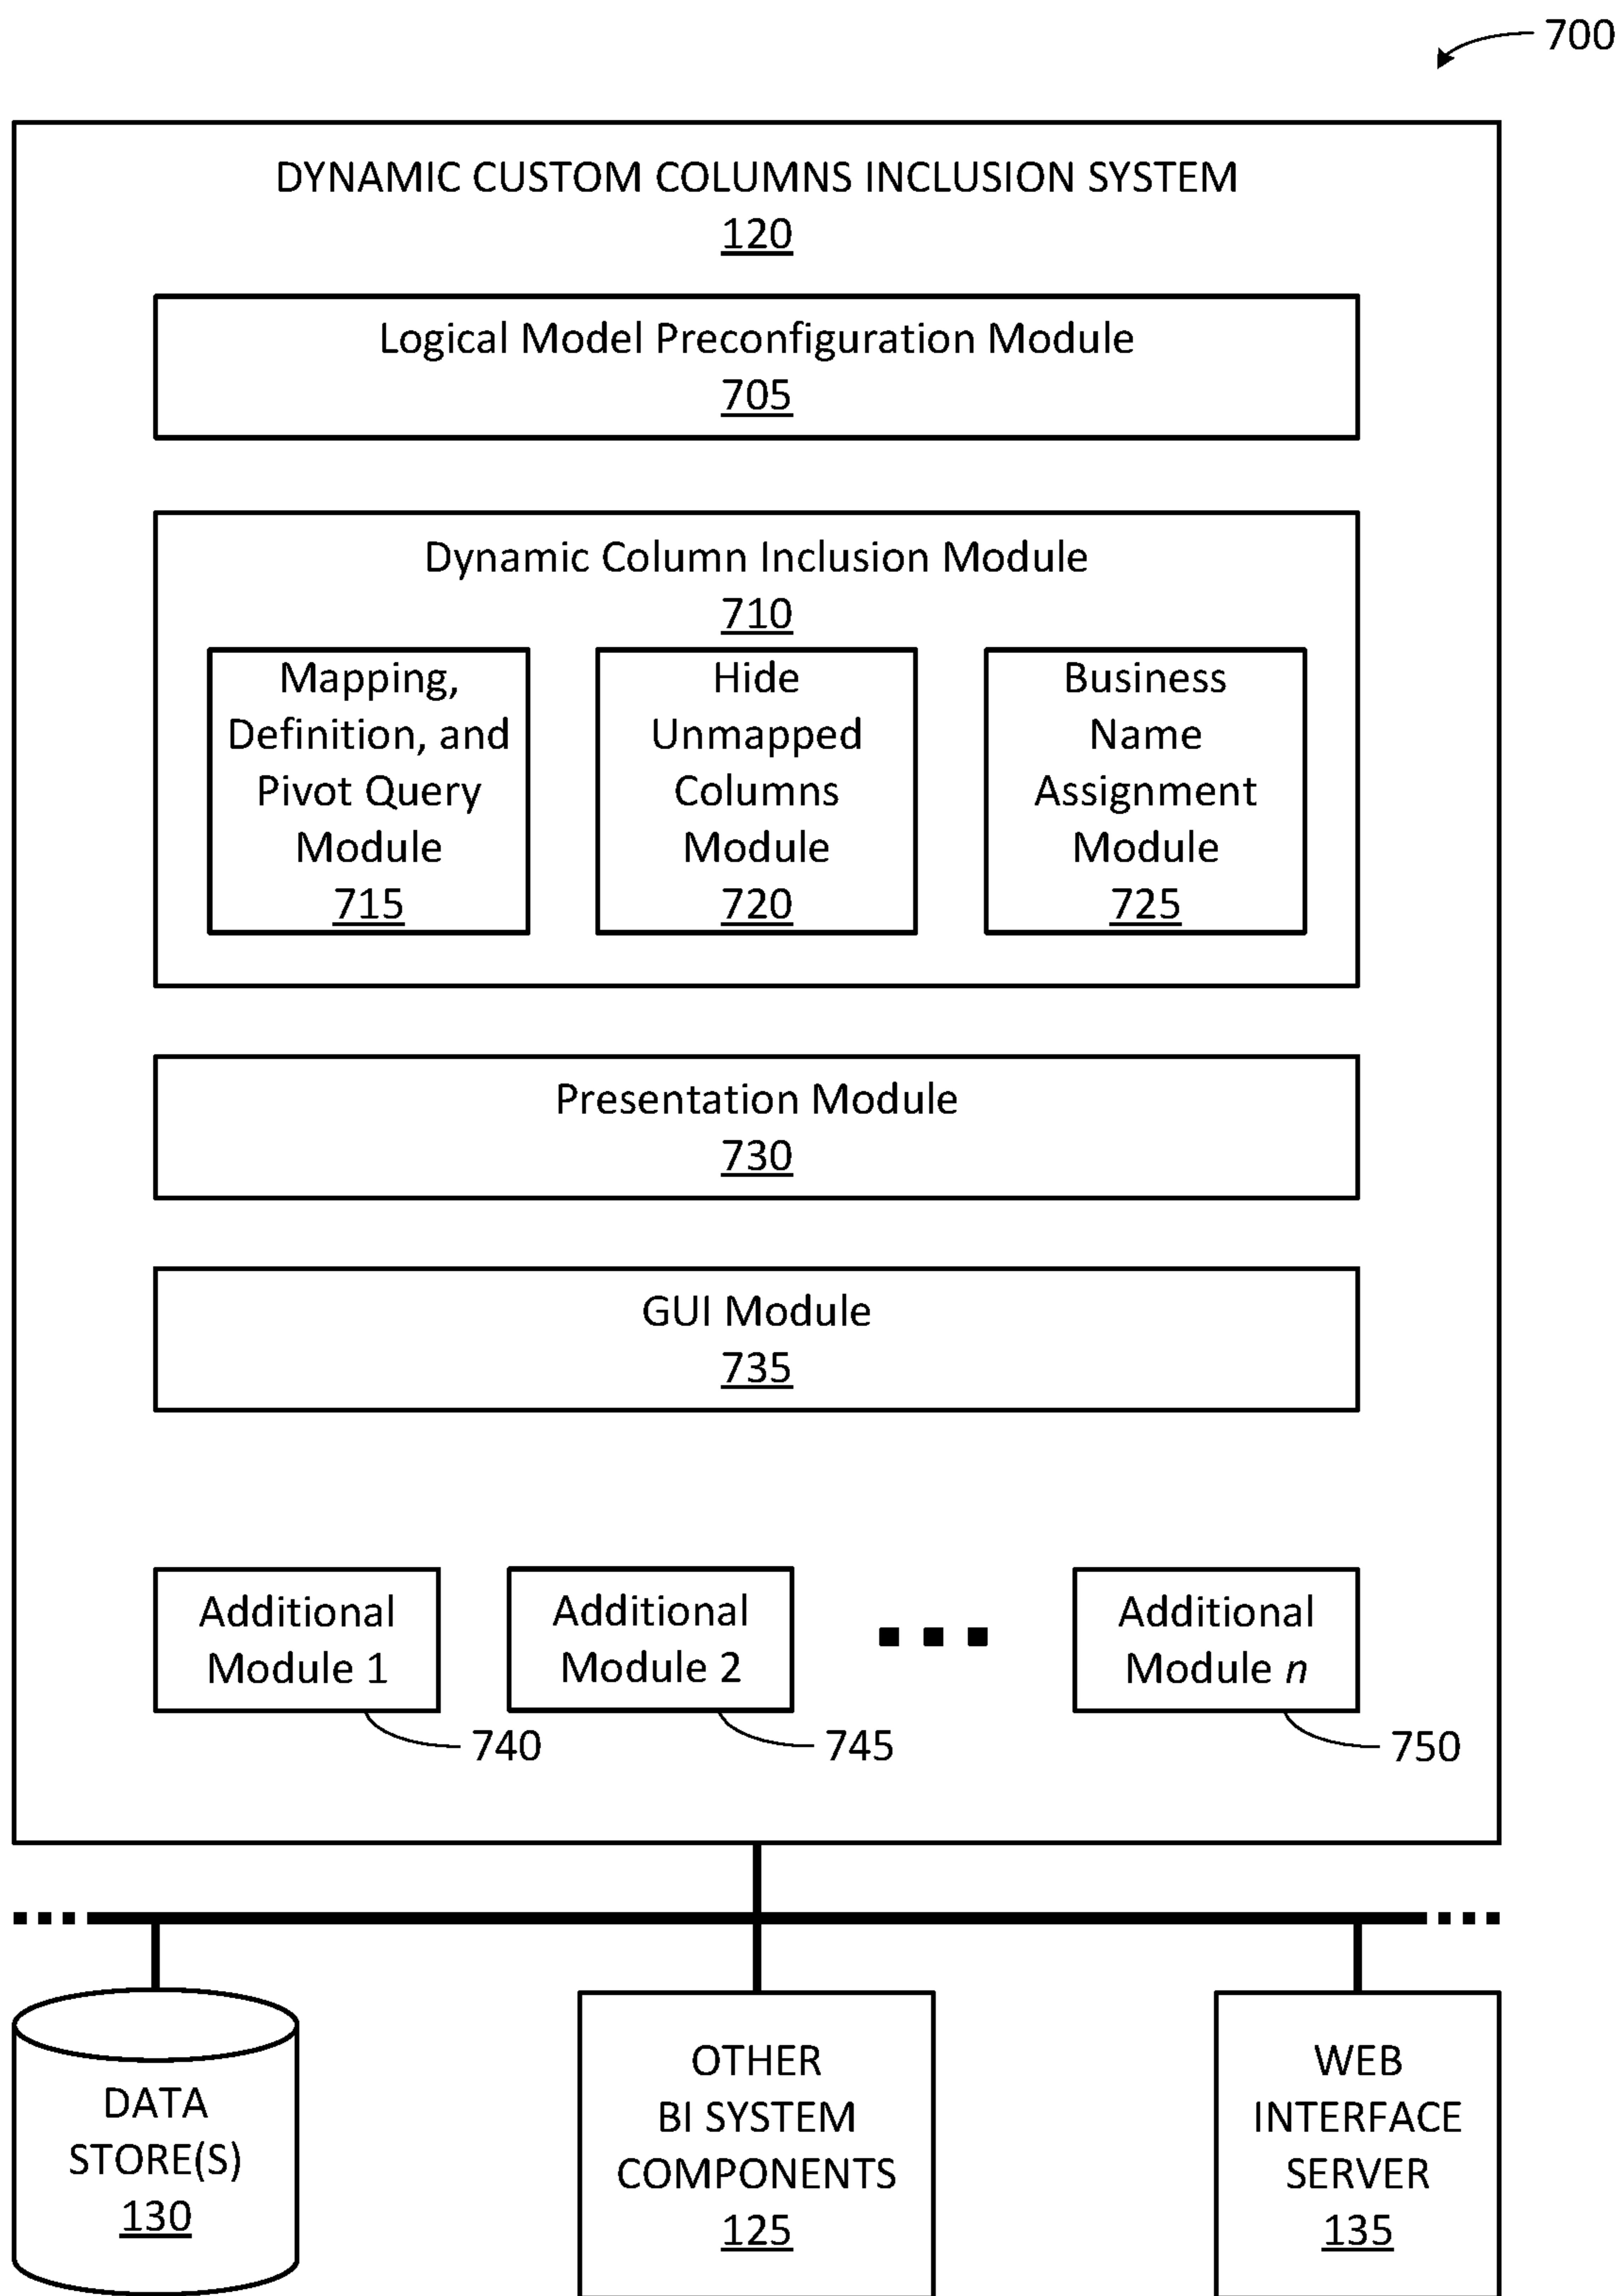 700
DYNAMIC CUSTOM COLUMNS INCLUSION SYSTEM
120
Logical Model Preconfiguration Module
705
Dynamic Column Inclusion Module
710
Mapping,
Definition, and
Pivot Query
Module
715
Hide
Unmapped
Columns
Module
720
Business
Name
Assignment
Module
725
Presentation Module
730
GUI Module
735
Additional
Module 1
740
Additional
Module 2
745
Additional
Module n
750
DATA
STORE(S)
130
OTHER
BI SYSTEM
COMPONENTS
125
WEB
INTERFACE
SERVER
135